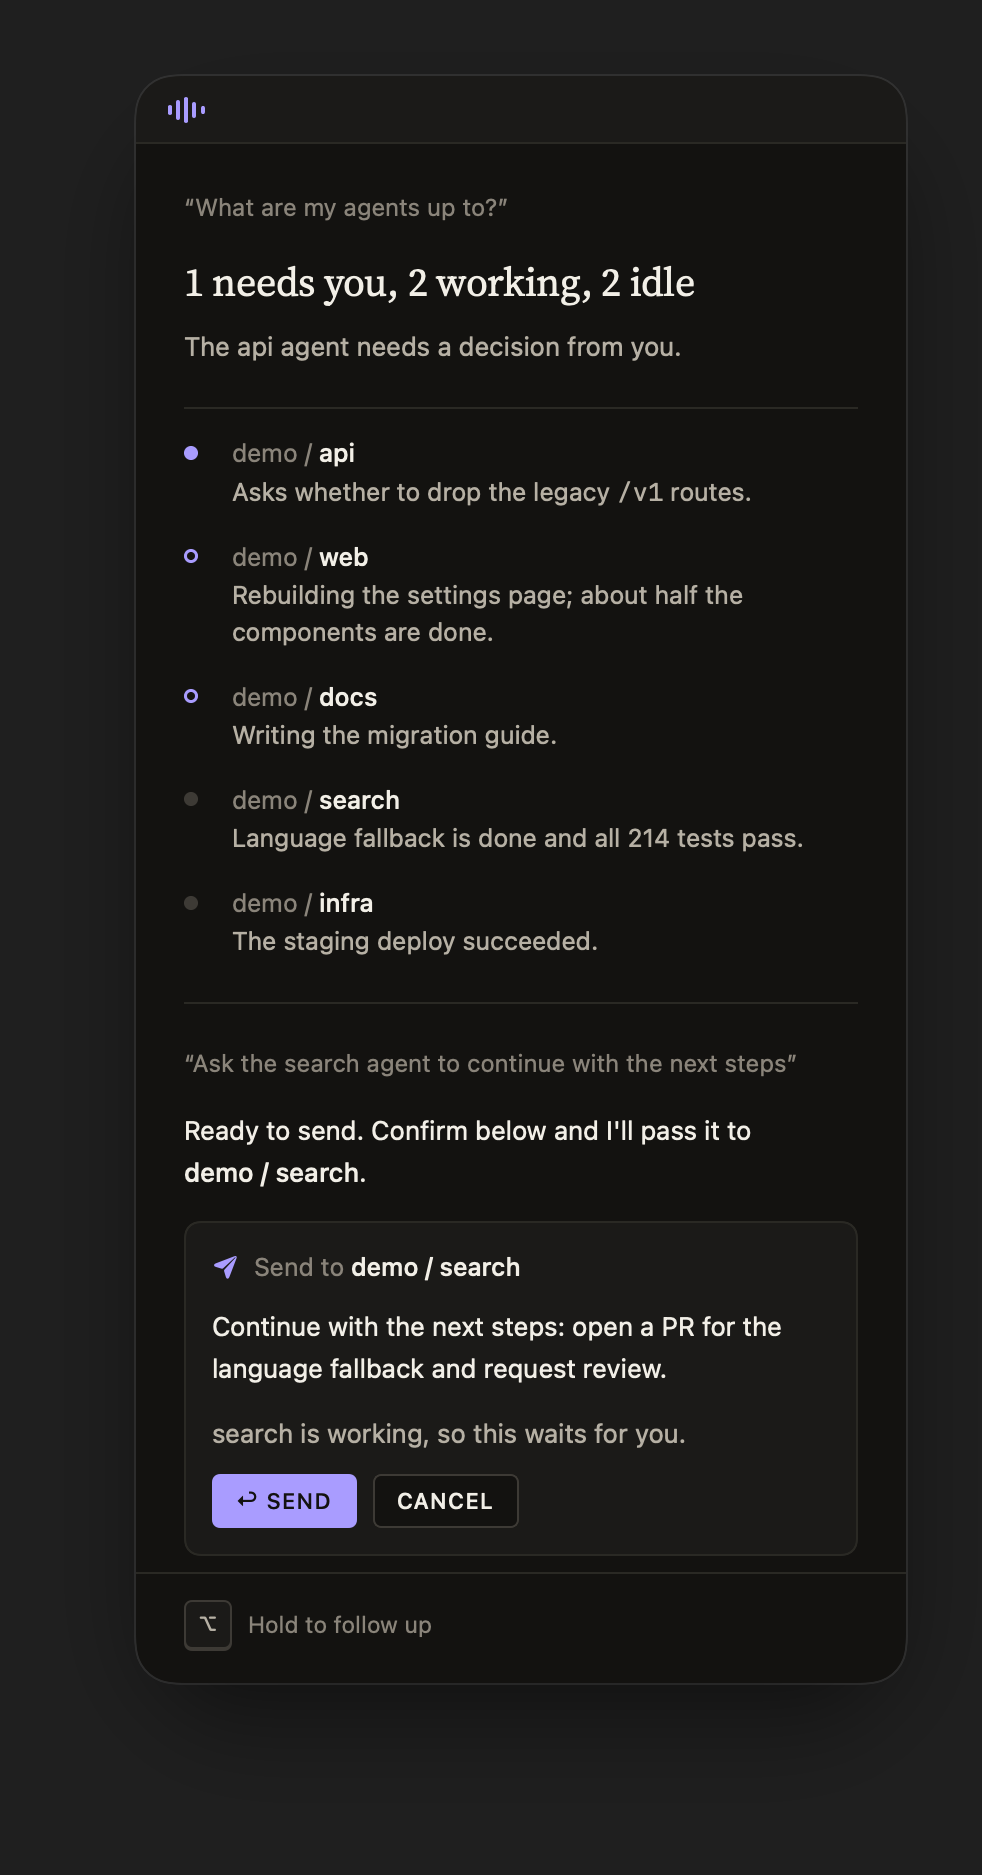 “What are my agents up to?”
1 needs you, 2 working, 2 idle
The api agent needs a decision from you.
demo / api
Asks whether to drop the legacy /v1 routes.
demo / web
Rebuilding the settings page; about half the
components are done.
demo / docs
Writing the migration guide.
demo / search
Language fallback is done and all 214 tests pass.
demo / infra
The staging deploy succeeded.
“Ask the search agent to continue with the next steps”
Ready to send. Confirm below and I'll pass it to
demo / search.
Send to demo / search
Continue with the next steps: open a PR for the
language fallback and request review.
search is working, so this waits for you.
↩ SEND
CANCEL
⌥ Hold to follow up